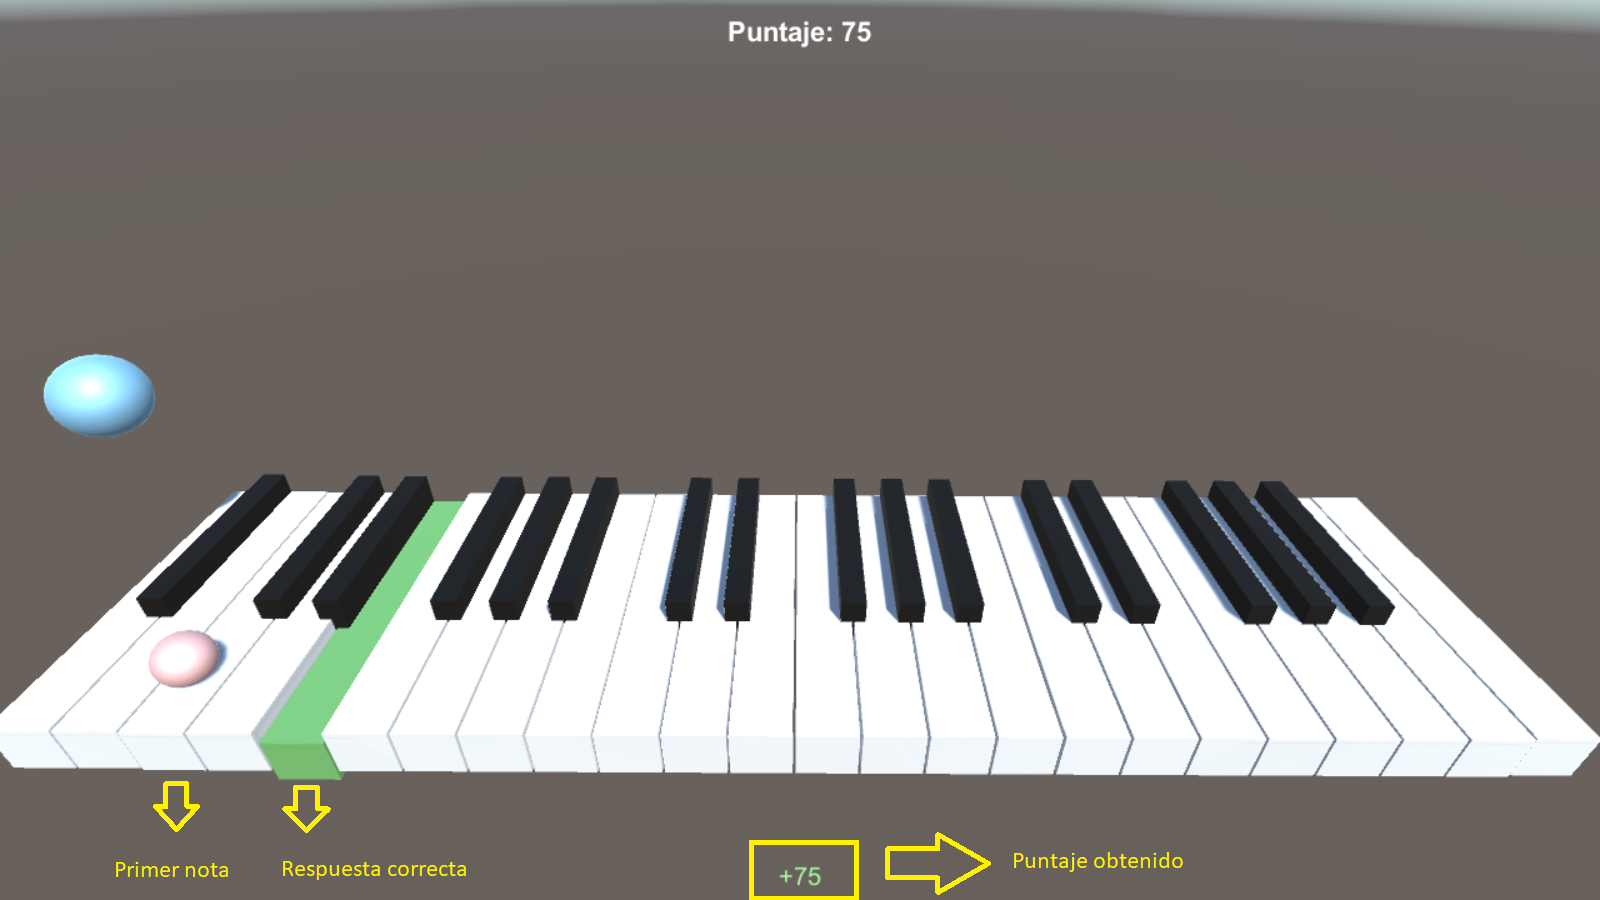 Puntaje: 75
Primer nota
Respuesta correcta
+75
Puntaje obtenido